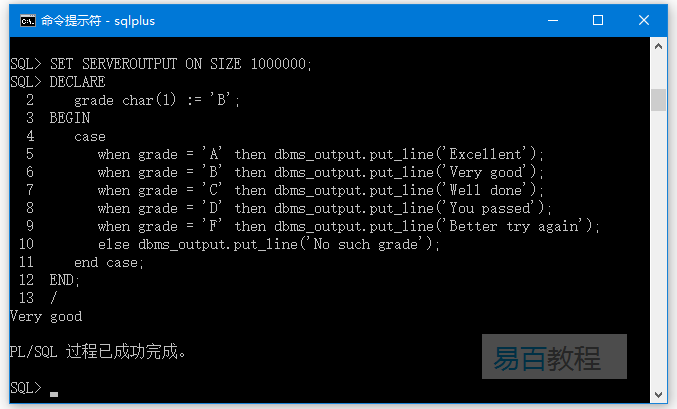 命令提示符 - sqlplus
SQL> SET SERVEROUTPUT ON SIZE 1000000;
SQL> DECLARE
2 grade char(1) := 'B';
3 BEGIN
4 case
5 when grade = 'A' then dbms_output.put_line('Excellent');
6 when grade = 'B' then dbms_output.put_line('Very good');
7 when grade = 'C' then dbms_output.put_line('Well done');
8 when grade = 'D' then dbms_output.put_line('You passed');
9 when grade = 'F' then dbms_output.put_line('Better try again');
10 else dbms_output.put_line('No such grade');
11 end case;
12 END;
13 /
Very good
PL/SQL 过程已成功完成。
易百教程
SQL>